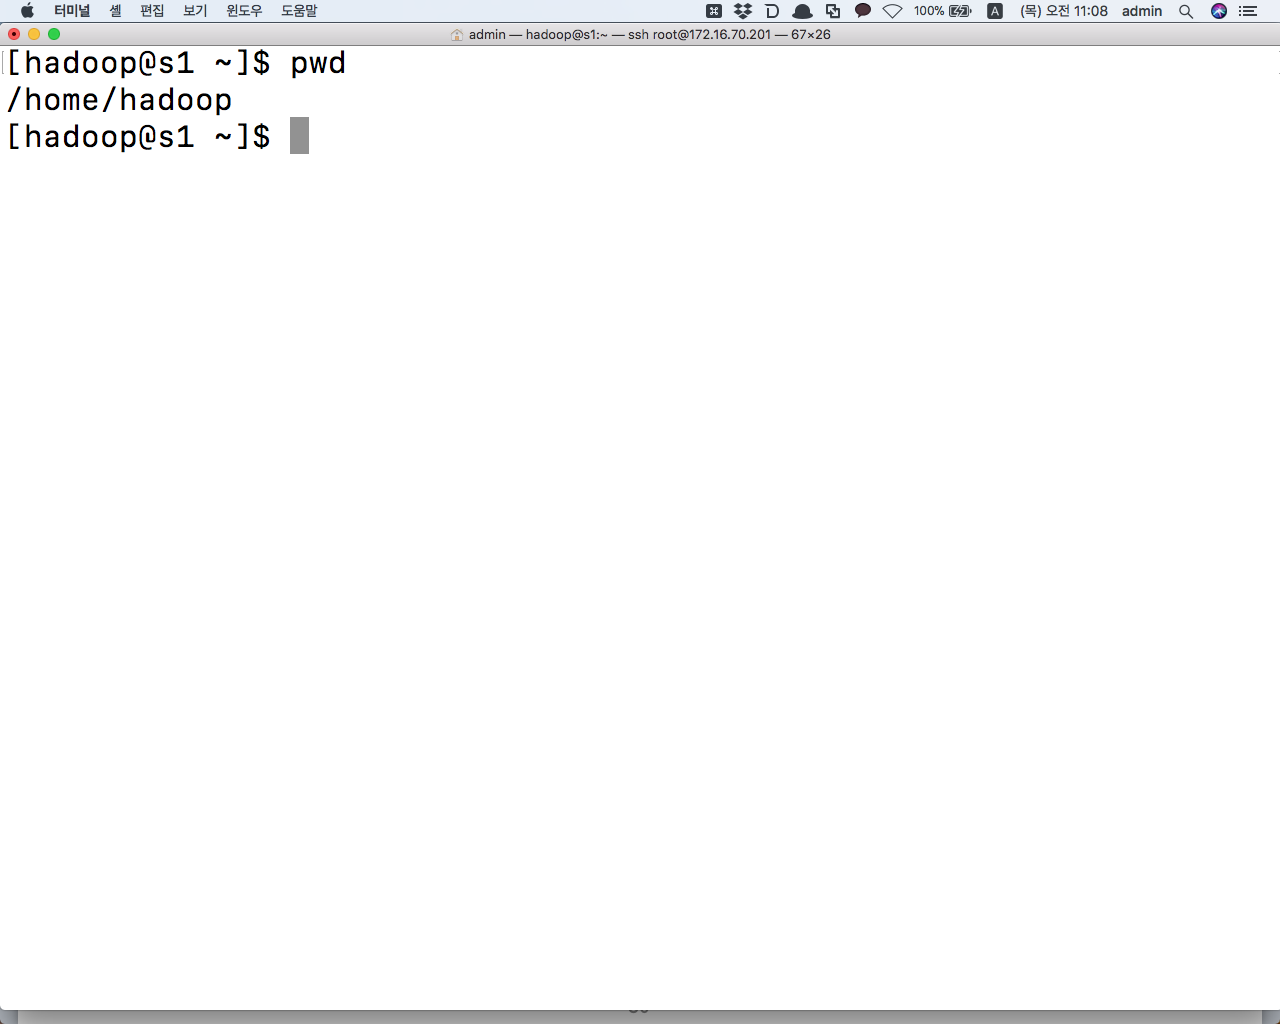 터미널 셸 편집 보기 윈도우 도움말 100% A (목) 오전 11:08 admin
admin — hadoop@s1:~ — ssh root@172.16.70.201 — 67×26
[hadoop@s1 ~]$ pwd
/home/hadoop
[hadoop@s1 ~]$